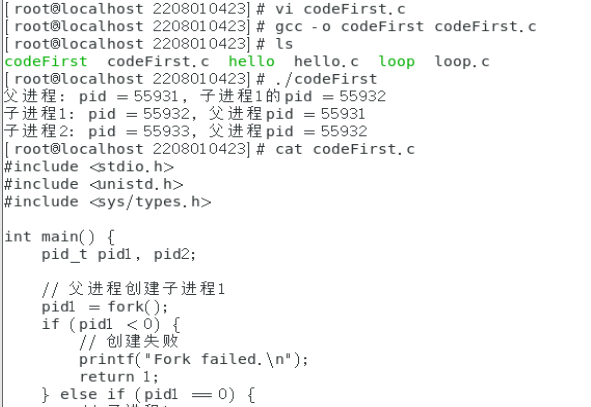 [root@localhost 2208010423]# vi codeFirst.c
[root@localhost 2208010423]# gcc -o codeFirst codeFirst.c
[root@localhost 2208010423]# ls
codeFirst  codeFirst.c  hello  hello.c  loop  loop.c
[root@localhost 2208010423]# ./codeFirst
父进程: pid = 55931, 子进程1的pid = 55932
子进程1: pid = 55932, 父进程pid = 55931
子进程2: pid = 55933, 父进程pid = 55932
[root@localhost 2208010423]# cat codeFirst.c
#include <stdio.h>
#include <unistd.h>
#include <sys/types.h>

int main() {
    pid_t pid1, pid2;

    // 父进程创建子进程1
    pid1 = fork();
    if (pid1 < 0) {
        // 创建失败
        printf("Fork failed.\n");
        return 1;
    } else if (pid1 == 0) {